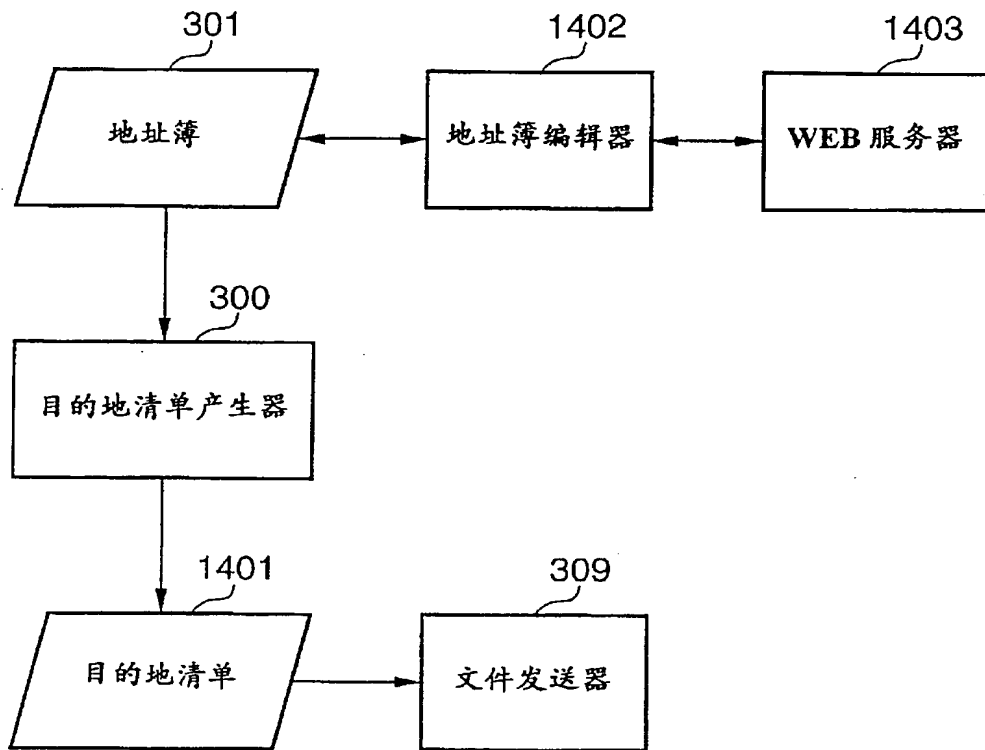 301
1402
1403
地址簿
地址簿编辑器
WEB 服务器
300
目的地清单产生器
1401
309
目的地清单
文件发送器